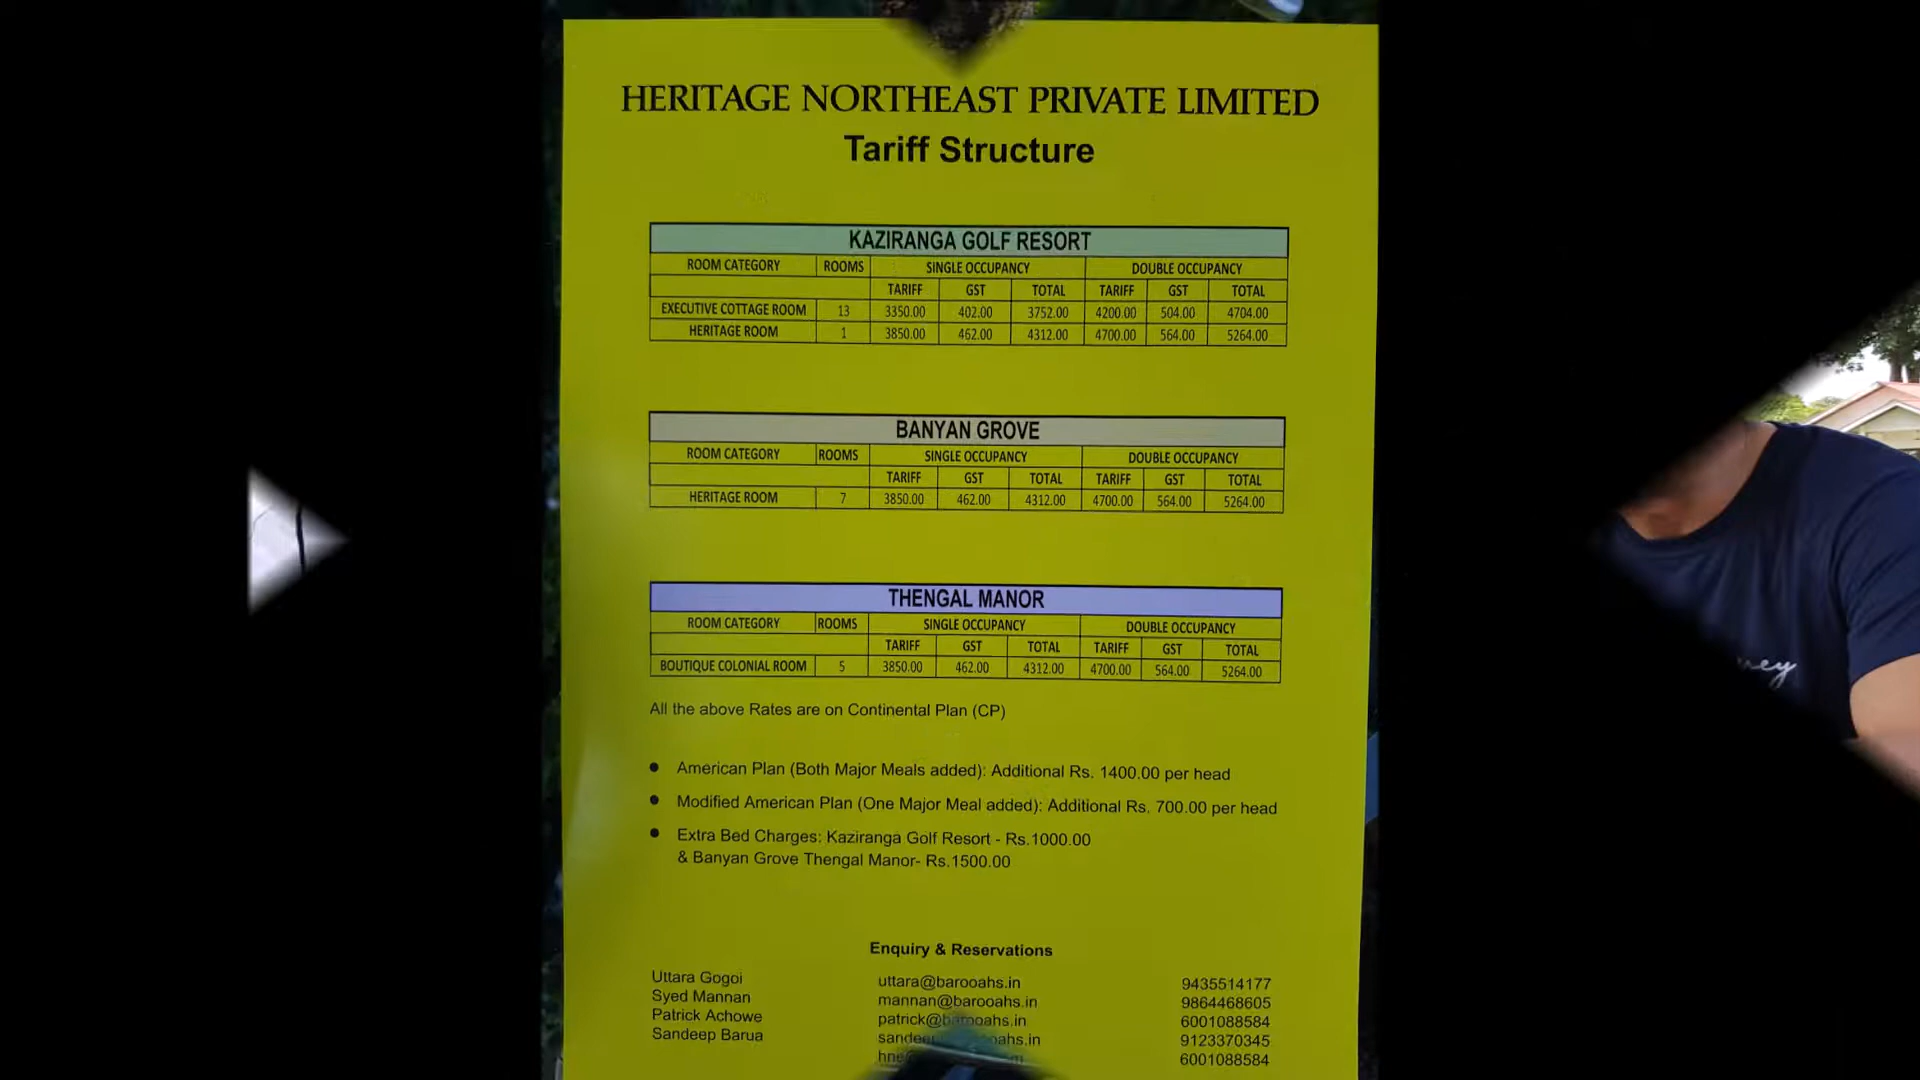 HERITAGE NORTHEAST PRIVATE LIMITED
Tariff Structure
KAZIRANGA GOLF RESORT
ROOM CATEGORY ROOMS SINGLE OCCUPANCY DOUBLE OCCUPANCY
TARIFF GST TOTAL TARIFF GST TOTAL
EXECUTIVE COTTAGE ROOM 13 3350.00 402.00 3752.00 4200.00 504.00 4704.00
HERITAGE ROOM 1 3850.00 462.00 4312.00 4700.00 564.00 5264.00
BANYAN GROVE
ROOM CATEGORY ROOMS SINGLE OCCUPANCY DOUBLE OCCUPANCY
TARIFF GST TOTAL TARIFF GST TOTAL
HERITAGE ROOM 7 3850.00 462.00 4312.00 4700.00 564.00 5264.00
THENGAL MANOR
ROOM CATEGORY ROOMS SINGLE OCCUPANCY DOUBLE OCCUPANCY
TARIFF GST TOTAL TARIFF GST TOTAL
BOUTIQUE COLONIAL ROOM 5 3850.00 462.00 4312.00 4700.00 564.00 5264.00
All the above Rates are on Continental Plan (CP)
• American Plan (Both Major Meals added): Additional Rs. 1400.00 per head
• Modified American Plan (One Major Meal added): Additional Rs. 700.00 per head
• Extra Bed Charges: Kaziranga Golf Resort - Rs.1000.00
& Banyan Grove Thengal Manor- Rs.1500.00
Enquiry & Reservations
Uttara Gogoi uttara@barooahs.in 9435514177
Syed Mannan mannan@barooahs.in 9864468605
Patrick Achowe patrick@barooahs.in 6001088584
Sandeep Barua 9123370345
6001088584